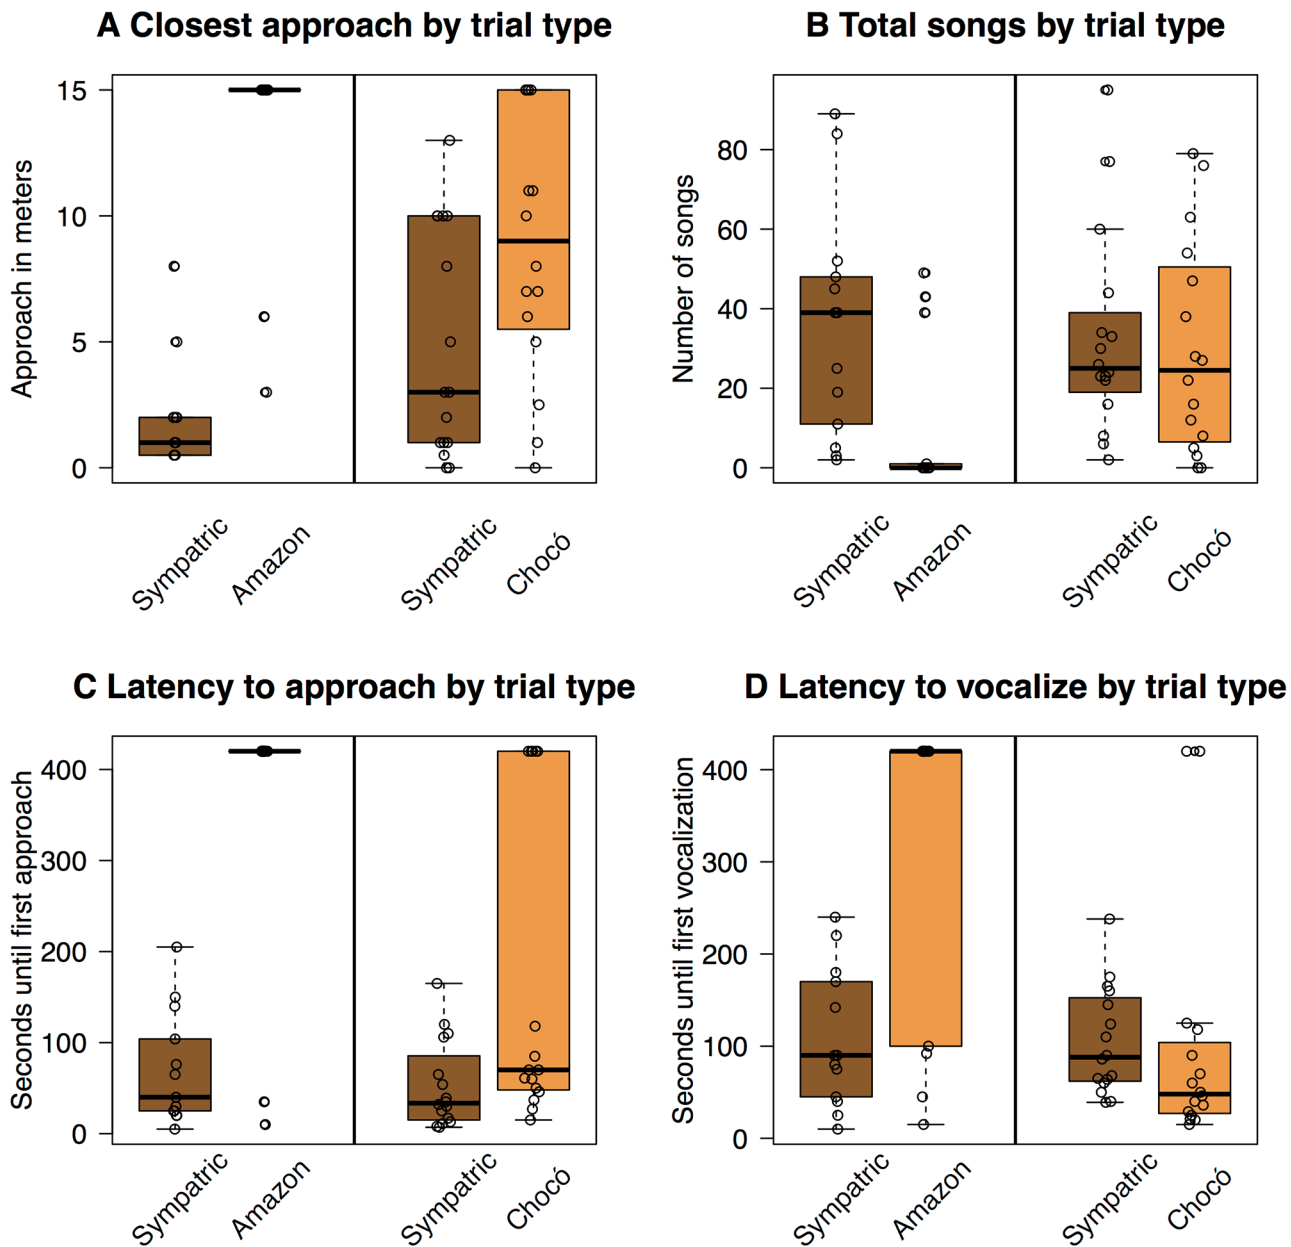 A Closest approach by trial type
Approach in meters
15
10
5
0
Sympatric
Amazon
Sympatric
Chocó
B Total songs by trial type
Number of songs
80
60
40
20
0
Sympatric
Amazon
Sympatric
Chocó
C Latency to approach by trial type
Seconds until first approach
400
300
200
100
0
Sympatric
Amazon
Sympatric
Chocó
D Latency to vocalize by trial type
Seconds until first vocalization
400
300
200
100
0
Sympatric
Amazon
Sympatric
Chocó